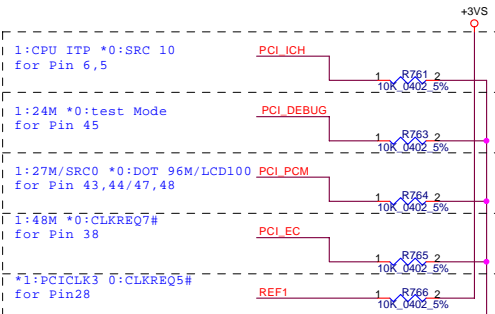 +3VS
1:CPU ITP *0:SRC 10
for Pin 6,5
PCI_ICH
1 R761 2
10K_0402_5%
1:24M *0:test Mode
for Pin 45
PCI_DEBUG
1 R763 2
10K_0402_5%
1:27M/SRC0 *0:DOT 96M/LCD100
for Pin 43,44/47,48
PCI_PCM
1 R764 2
10K_0402_5%
1:48M *0:CLKREQ7#
for Pin 38
PCI_EC
1 R765 2
10K_0402_5%
*1:PCICLK3 0:CLKREQ5#
for Pin28
REF1
1 R766 2
10K_0402_5%